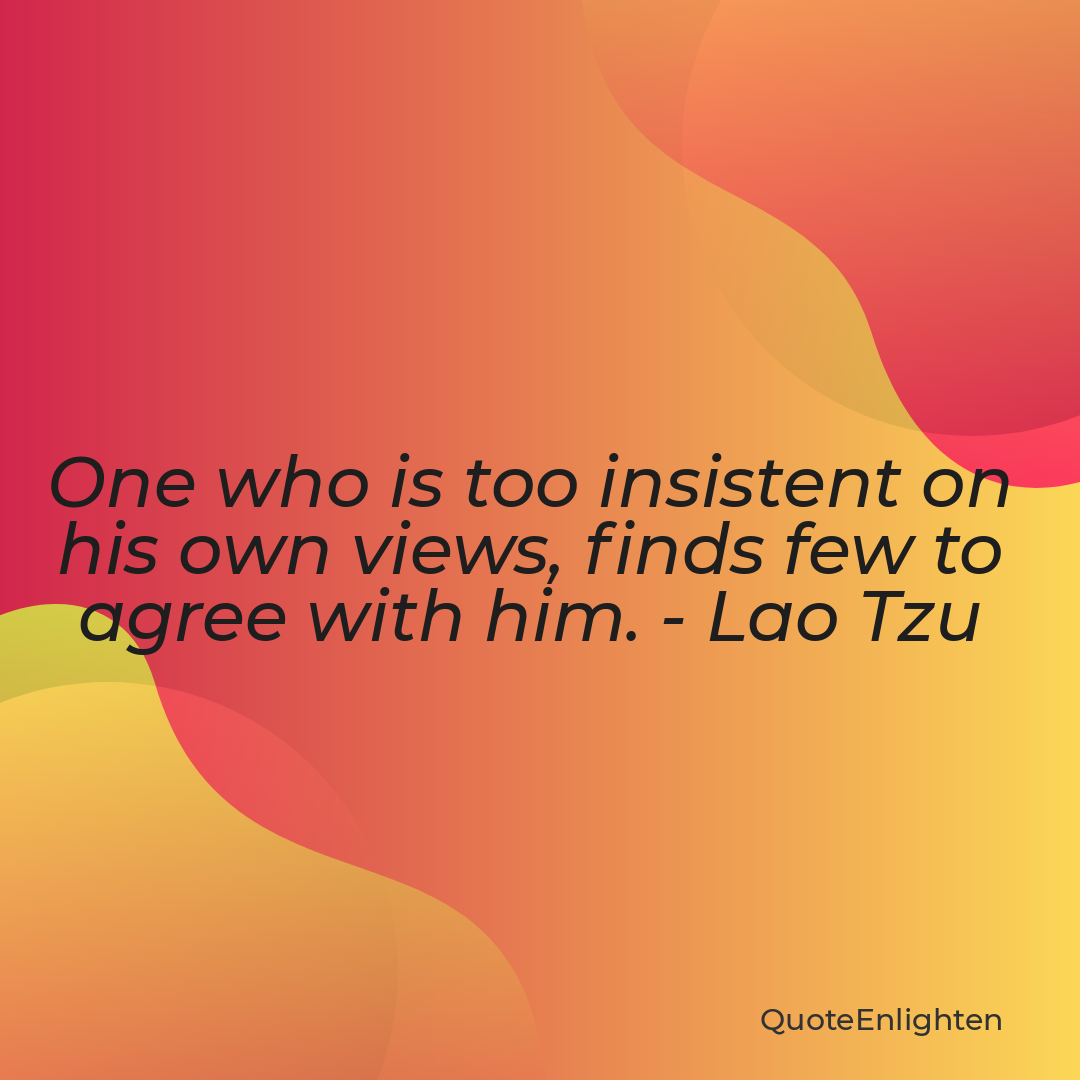 One who is too insistent on
his own views, finds few to
agree with him. - Lao Tzu
QuoteEnlighten